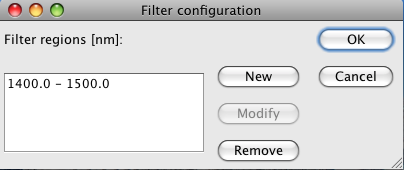 Filter configuration
Filter regions [nm]:
OK
1400.0 – 1500.0
New
Cancel
Modify
Remove